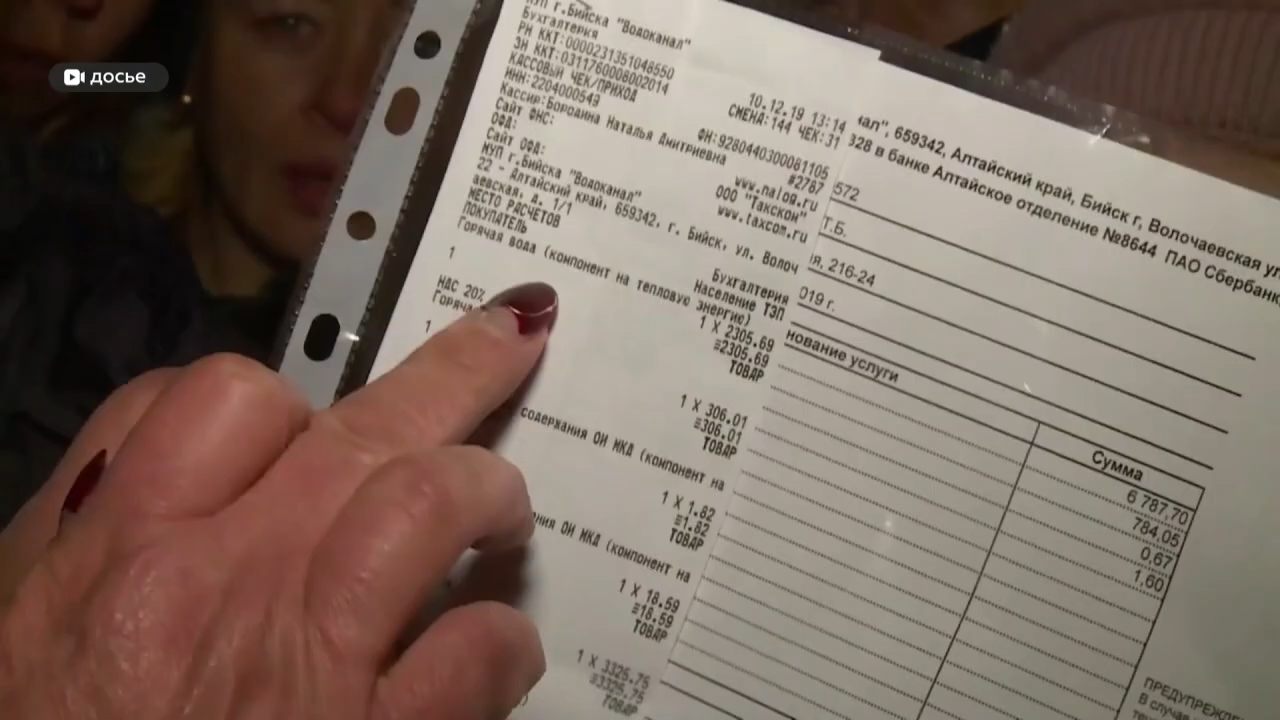 досье
МУП г.Бийска "Водоканал"
Бухгалтерия
РН ККТ:0000231351048550
ЗН ККТ:0311760008002014
КАССОВЫЙ ЧЕК/ПРИХОД
ИНН:2204000549
Кассир:Бородина Наталья Дмитриевна
Сайт ФНС:
ОФД:
Сайт ОФД:
10.12.19 13:14
СМЕНА:144 ЧЕК:31
ФН:9280440300081105
#2787
www.nalog.ru
ООО "Такском"
www.taxcom.ru
МУП г.Бийска "Водоканал"
22 - Алтайский край, 659342, г. Бийск, ул. Волоч
аевская, д. 1/1
МЕСТО РАСЧЕТОВ
Бухгалтерия
ПОКУПАТЕЛЬ
Население ТЭП
Горячая вода (компонент на тепловую энергию)
1
1 X 2305.69
≡2305.69
НДС 20%
ТОВАР
1
1 X 306.01
≡306.01
ТОВАР
содержания ОИ МКД (компонент на
1 X 1.82
≡1.82
ТОВАР
ОИ МКД (компонент на
1 X 18.59
≡18.59
ТОВАР
1 X 3325.75
≡3325.75
ТОВАР
ал", 659342, Алтайский край, Бийск г, Волочаевская ул
328 в банке Алтайское отделение №8644 ПАО Сбербанк
572
Т.Б.
я, 216-24
019 г.
нование услуги
Сумма
6 787,70
784,05
0,67
1,60
ПРЕДУПРЕЖД
В случа